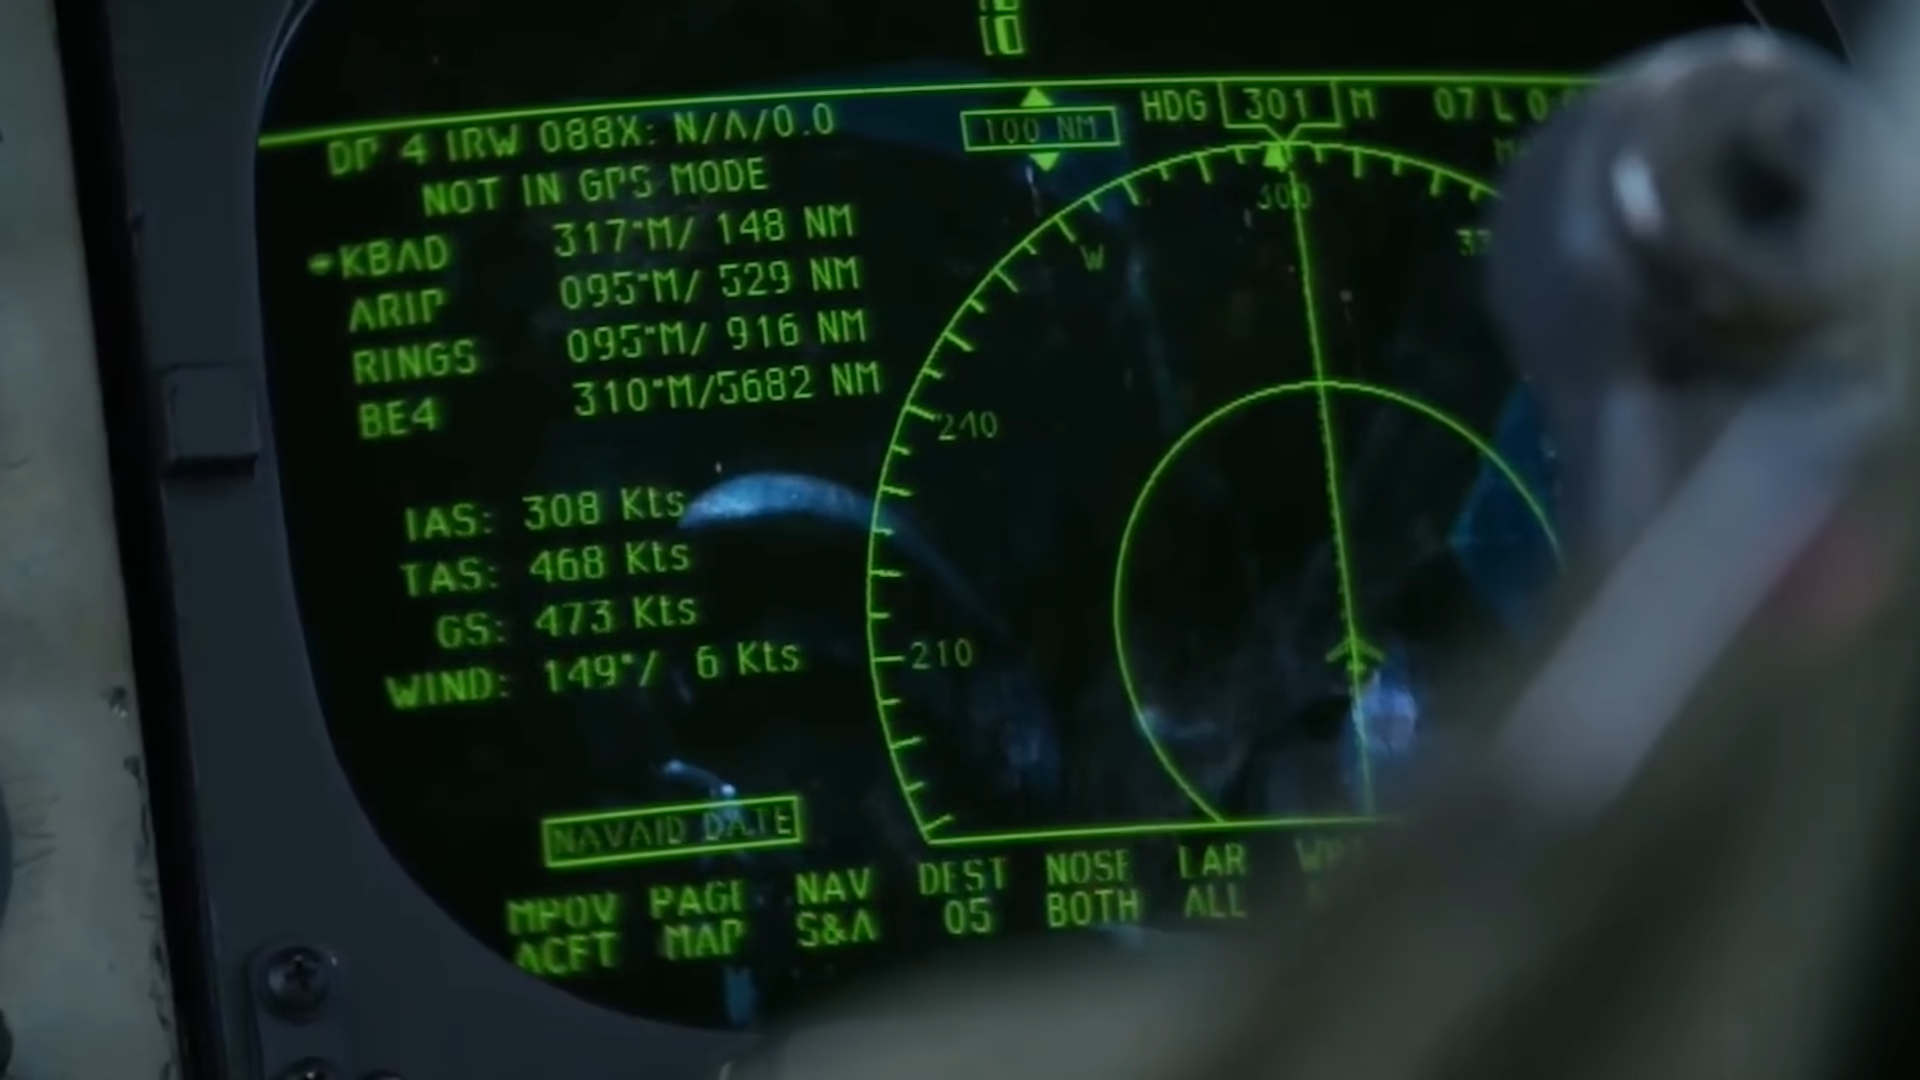 DP 4 IRW 088X: N/A/0.0
NOT IN GPS MODE
KBAD 317°M/ 148 NM
ARIP 095°M/ 529 NM
RINGS 095°M/ 916 NM
BE4 310°M/5682 NM
IAS: 308 Kts
TAS: 468 Kts
GS: 473 Kts
WIND: 149°/ 6 Kts
NAVAID DATE
100 NM
HDG 301 M
07 L
300
W
240
210
MPOV PAGE NAV DEST NOSE LAR
ACFT MAP S&A 05 BOTH ALL